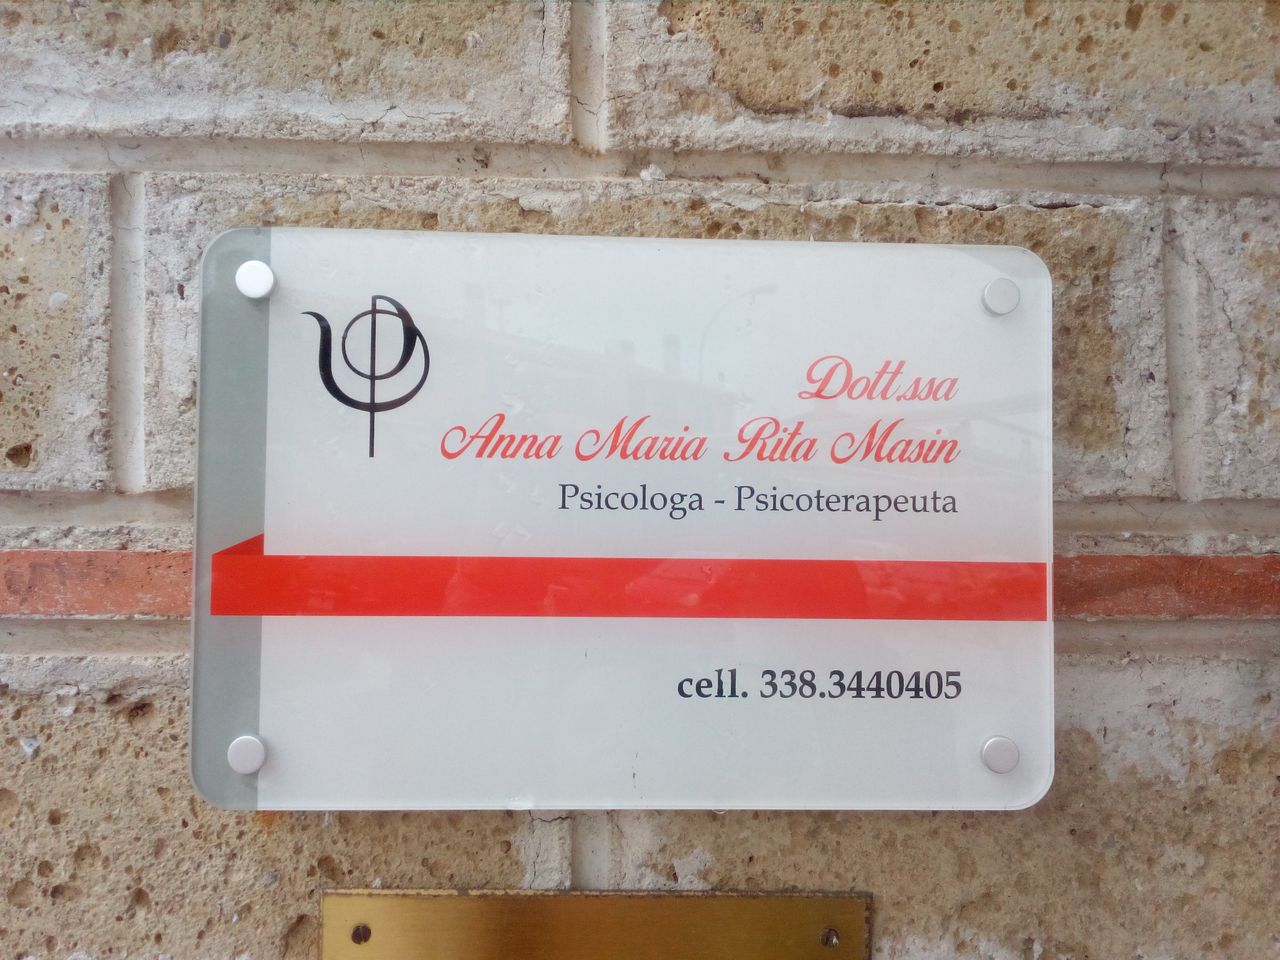 Dott.ssa
Anna Maria Rita Masin
Psicologa - Psicoterapeuta
cell. 338.3440405